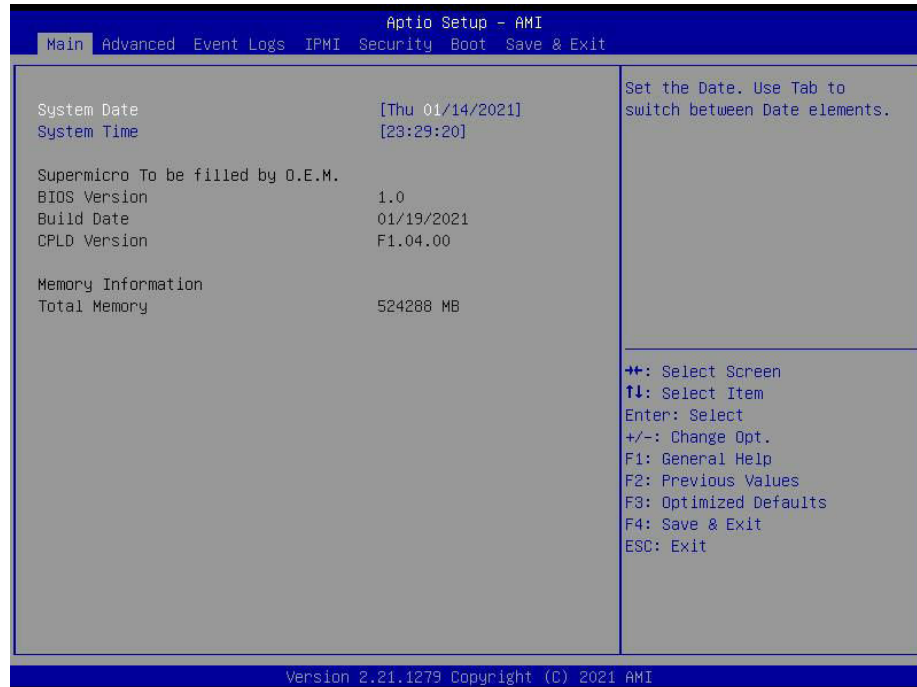 Aptio Setup – AMI
Main Advanced Event Logs IPMI Security Boot Save & Exit
System Date [Thu 01/14/2021]
System Time [23:29:20]
Supermicro To be filled by O.E.M.
BIOS Version 1.0
Build Date 01/19/2021
CPLD Version F1.04.00
Memory Information
Total Memory 524288 MB
Set the Date. Use Tab to
switch between Date elements.
→←: Select Screen
↑↓: Select Item
Enter: Select
+/-: Change Opt.
F1: General Help
F2: Previous Values
F3: Optimized Defaults
F4: Save & Exit
ESC: Exit
Version 2.21.1279 Copyright (C) 2021 AMI